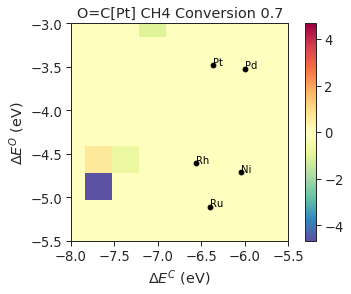 O=C[Pt] CH4 Conversion 0.7
−3.0
−3.5
−4.0
−4.5
−5.0
−5.5
ΔE^O (eV)
Pt
Pd
Rh
Ni
Ru
−8.0 −7.5 −7.0 −6.5 −6.0 −5.5
ΔE^C (eV)
4
2
0
−2
−4